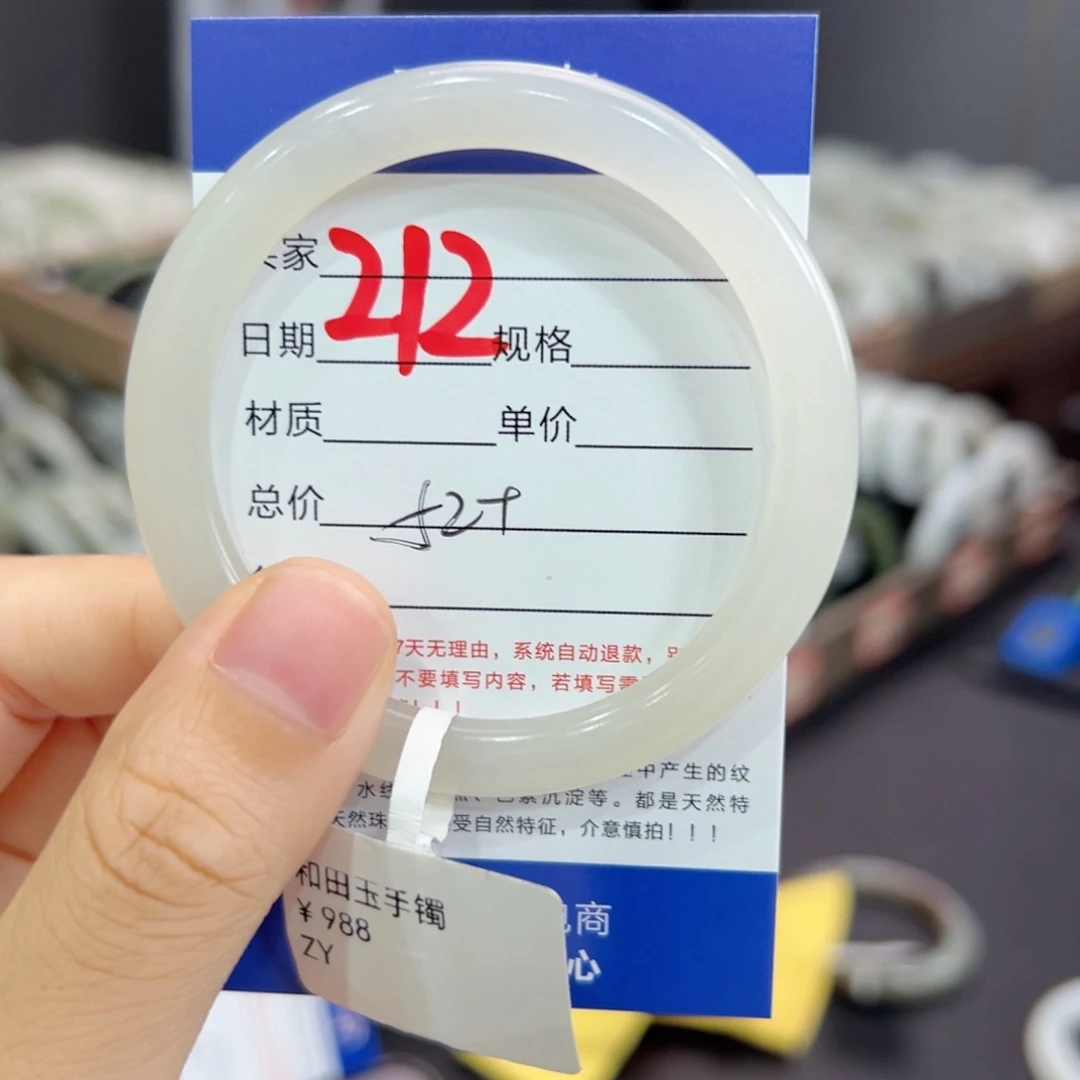 家 212
日期 规格
材质 单价
总价 529
7天无理由，系统自动退款，
不要填写内容，若填写需
中产生的纹
水线 沉淀等。都是天然特
天然珠 受自然特征，介意慎拍！！！
和田玉手镯
¥988
ZY
商
心